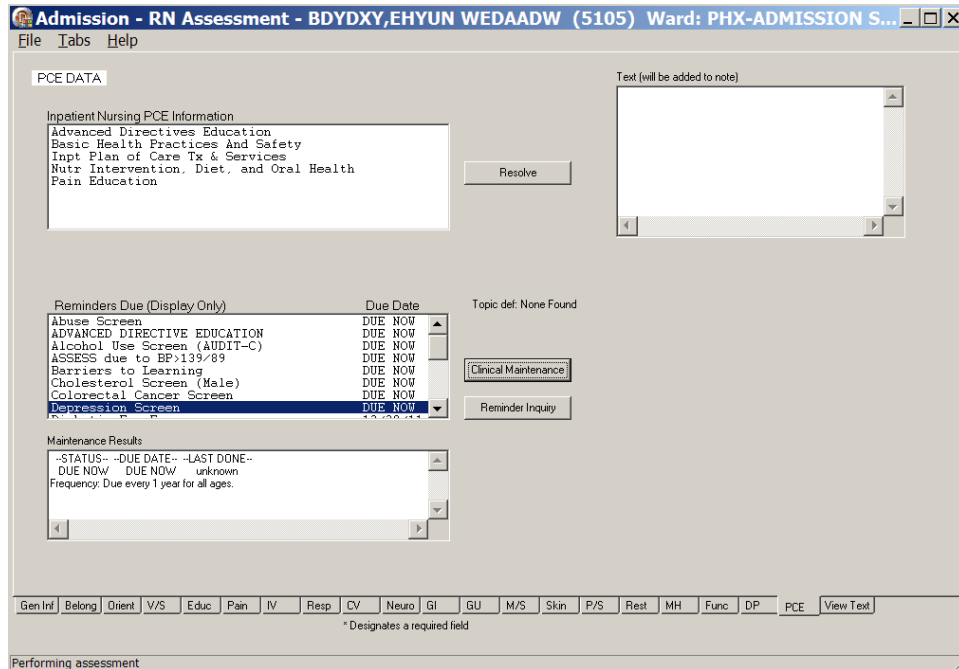 Admission - RN Assessment - BDYDXY,EHYUN WEDAADW (5105) Ward: PHX-ADMISSION S...
File Tabs Help
PCE DATA
Text (will be added to note)
Inpatient Nursing PCE Information
Advanced Directives Education
Basic Health Practices And Safety
Inpt Plan of Care Tx & Services
Nutr Intervention, Diet, and Oral Health
Pain Education
Resolve
Reminders Due (Display Only) Due Date
Topic def: None Found
Abuse Screen DUE NOW
ADVANCED DIRECTIVE EDUCATION DUE NOW
Alcohol Use Screen (AUDIT-C) DUE NOW
ASSESS due to BP>139/89 DUE NOW
Barriers to Learning DUE NOW
Cholesterol Screen (Male) DUE NOW
Colorectal Cancer Screen DUE NOW
Depression Screen DUE NOW
Clinical Maintenance
Reminder Inquiry
Maintenance Results
--STATUS-- --DUE DATE-- --LAST DONE--
DUE NOW DUE NOW unknown
Frequency: Due every 1 year for all ages.
Gen Inf Belong Orient V/S Educ Pain IV Resp CV Neuro GI GU M/S Skin P/S Rest MH Func DP PCE View Text
* Designates a required field
Performing assessment